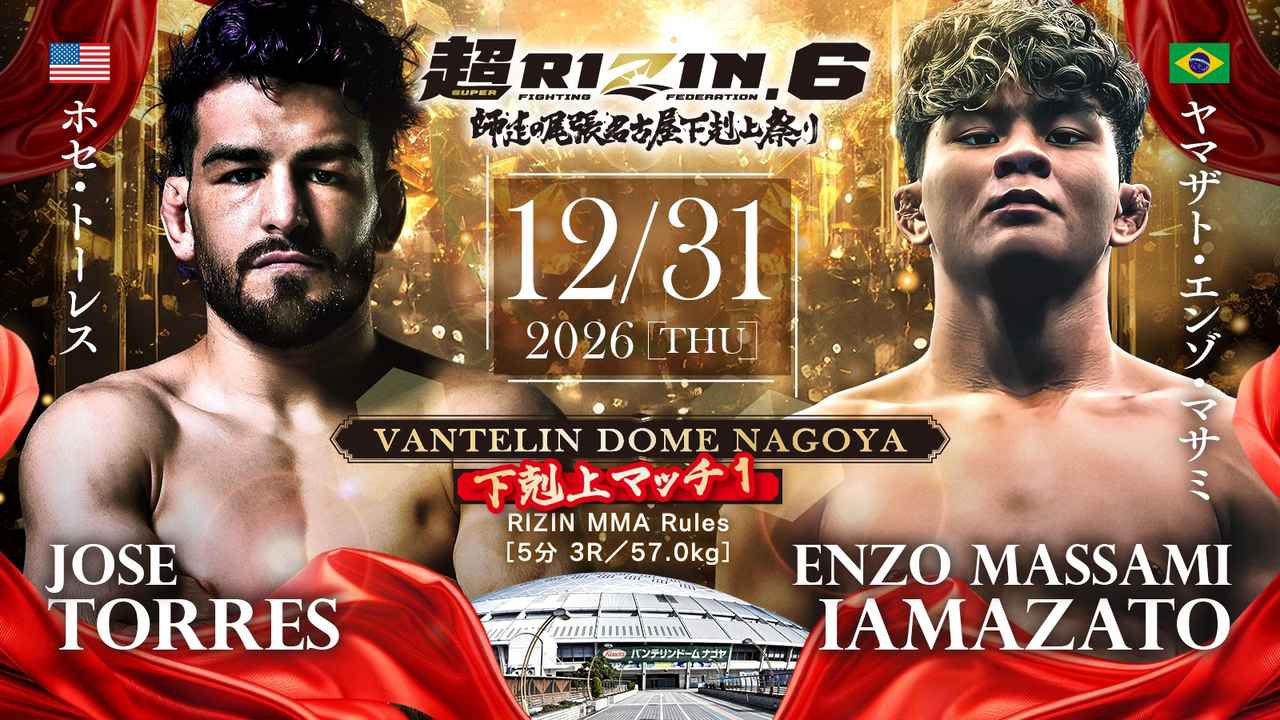 超RIZIN.6
SUPER FIGHTING FEDERATION
師走の尾張名古屋下剋上祭り
ホセ・トーレス
12/31
2026 [THU]
ヤマザト・エンゾ・マサミ
VANTELIN DOME NAGOYA
下剋上マッチ1
RIZIN MMA Rules
[5分 3R／57.0kg]
JOSE
TORRES
ENZO MASSAMI
IAMAZATO
Kowa バンテリンドーム ナゴヤ